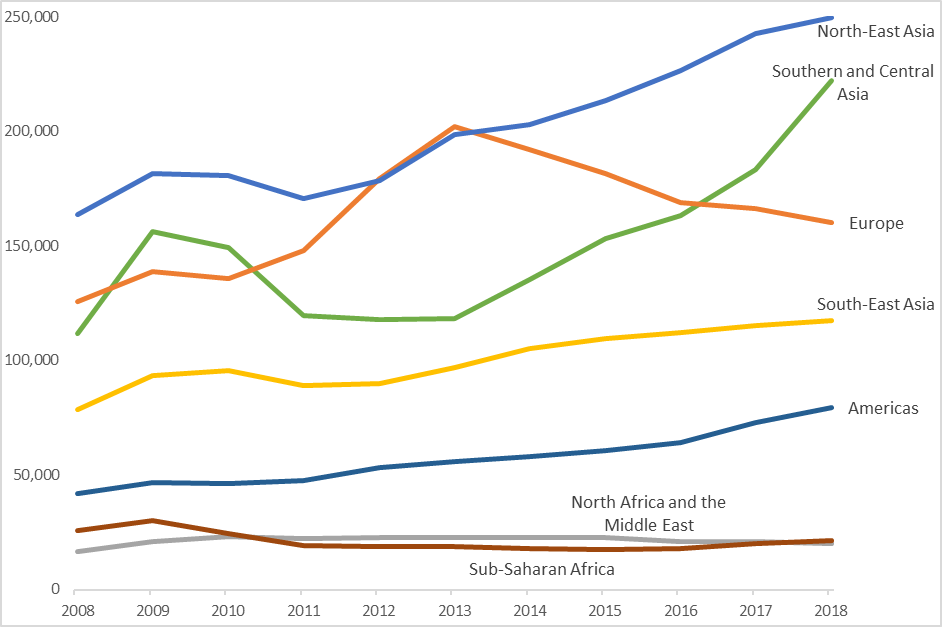 250,000
North-East Asia
Southern and Central
Asia
200,000
Europe
150,000
South-East Asia
100,000
Americas
50,000
North Africa and the
Middle East
Sub-Saharan Africa
0
2008 2009 2010 2011 2012 2013 2014 2015 2016 2017 2018